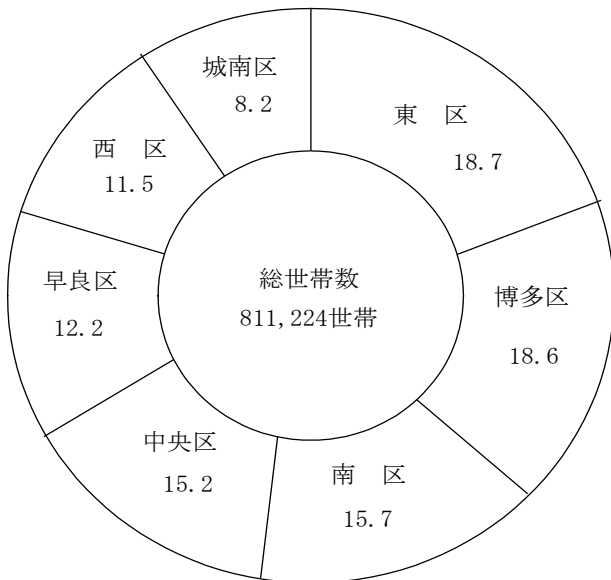 城南区
8.2
東　区
18.7
西　区
11.5
早良区
12.2
総世帯数
811,224世帯
博多区
18.6
中央区
15.2
南　区
15.7